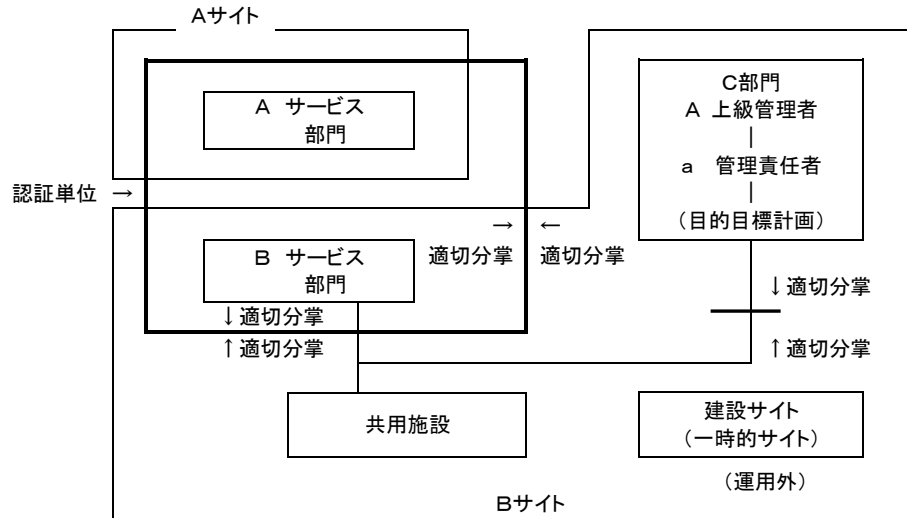 Aサイト
A サービス
部門
C部門
A 上級管理者
|
a 管理責任者
|
(目的目標計画)
認証単位 →
→ ←
適切分掌 適切分掌
B サービス
部門
↓適切分掌
↑適切分掌
↓適切分掌
↑適切分掌
共用施設
建設サイト
(一時的サイト)
(運用外)
Bサイト